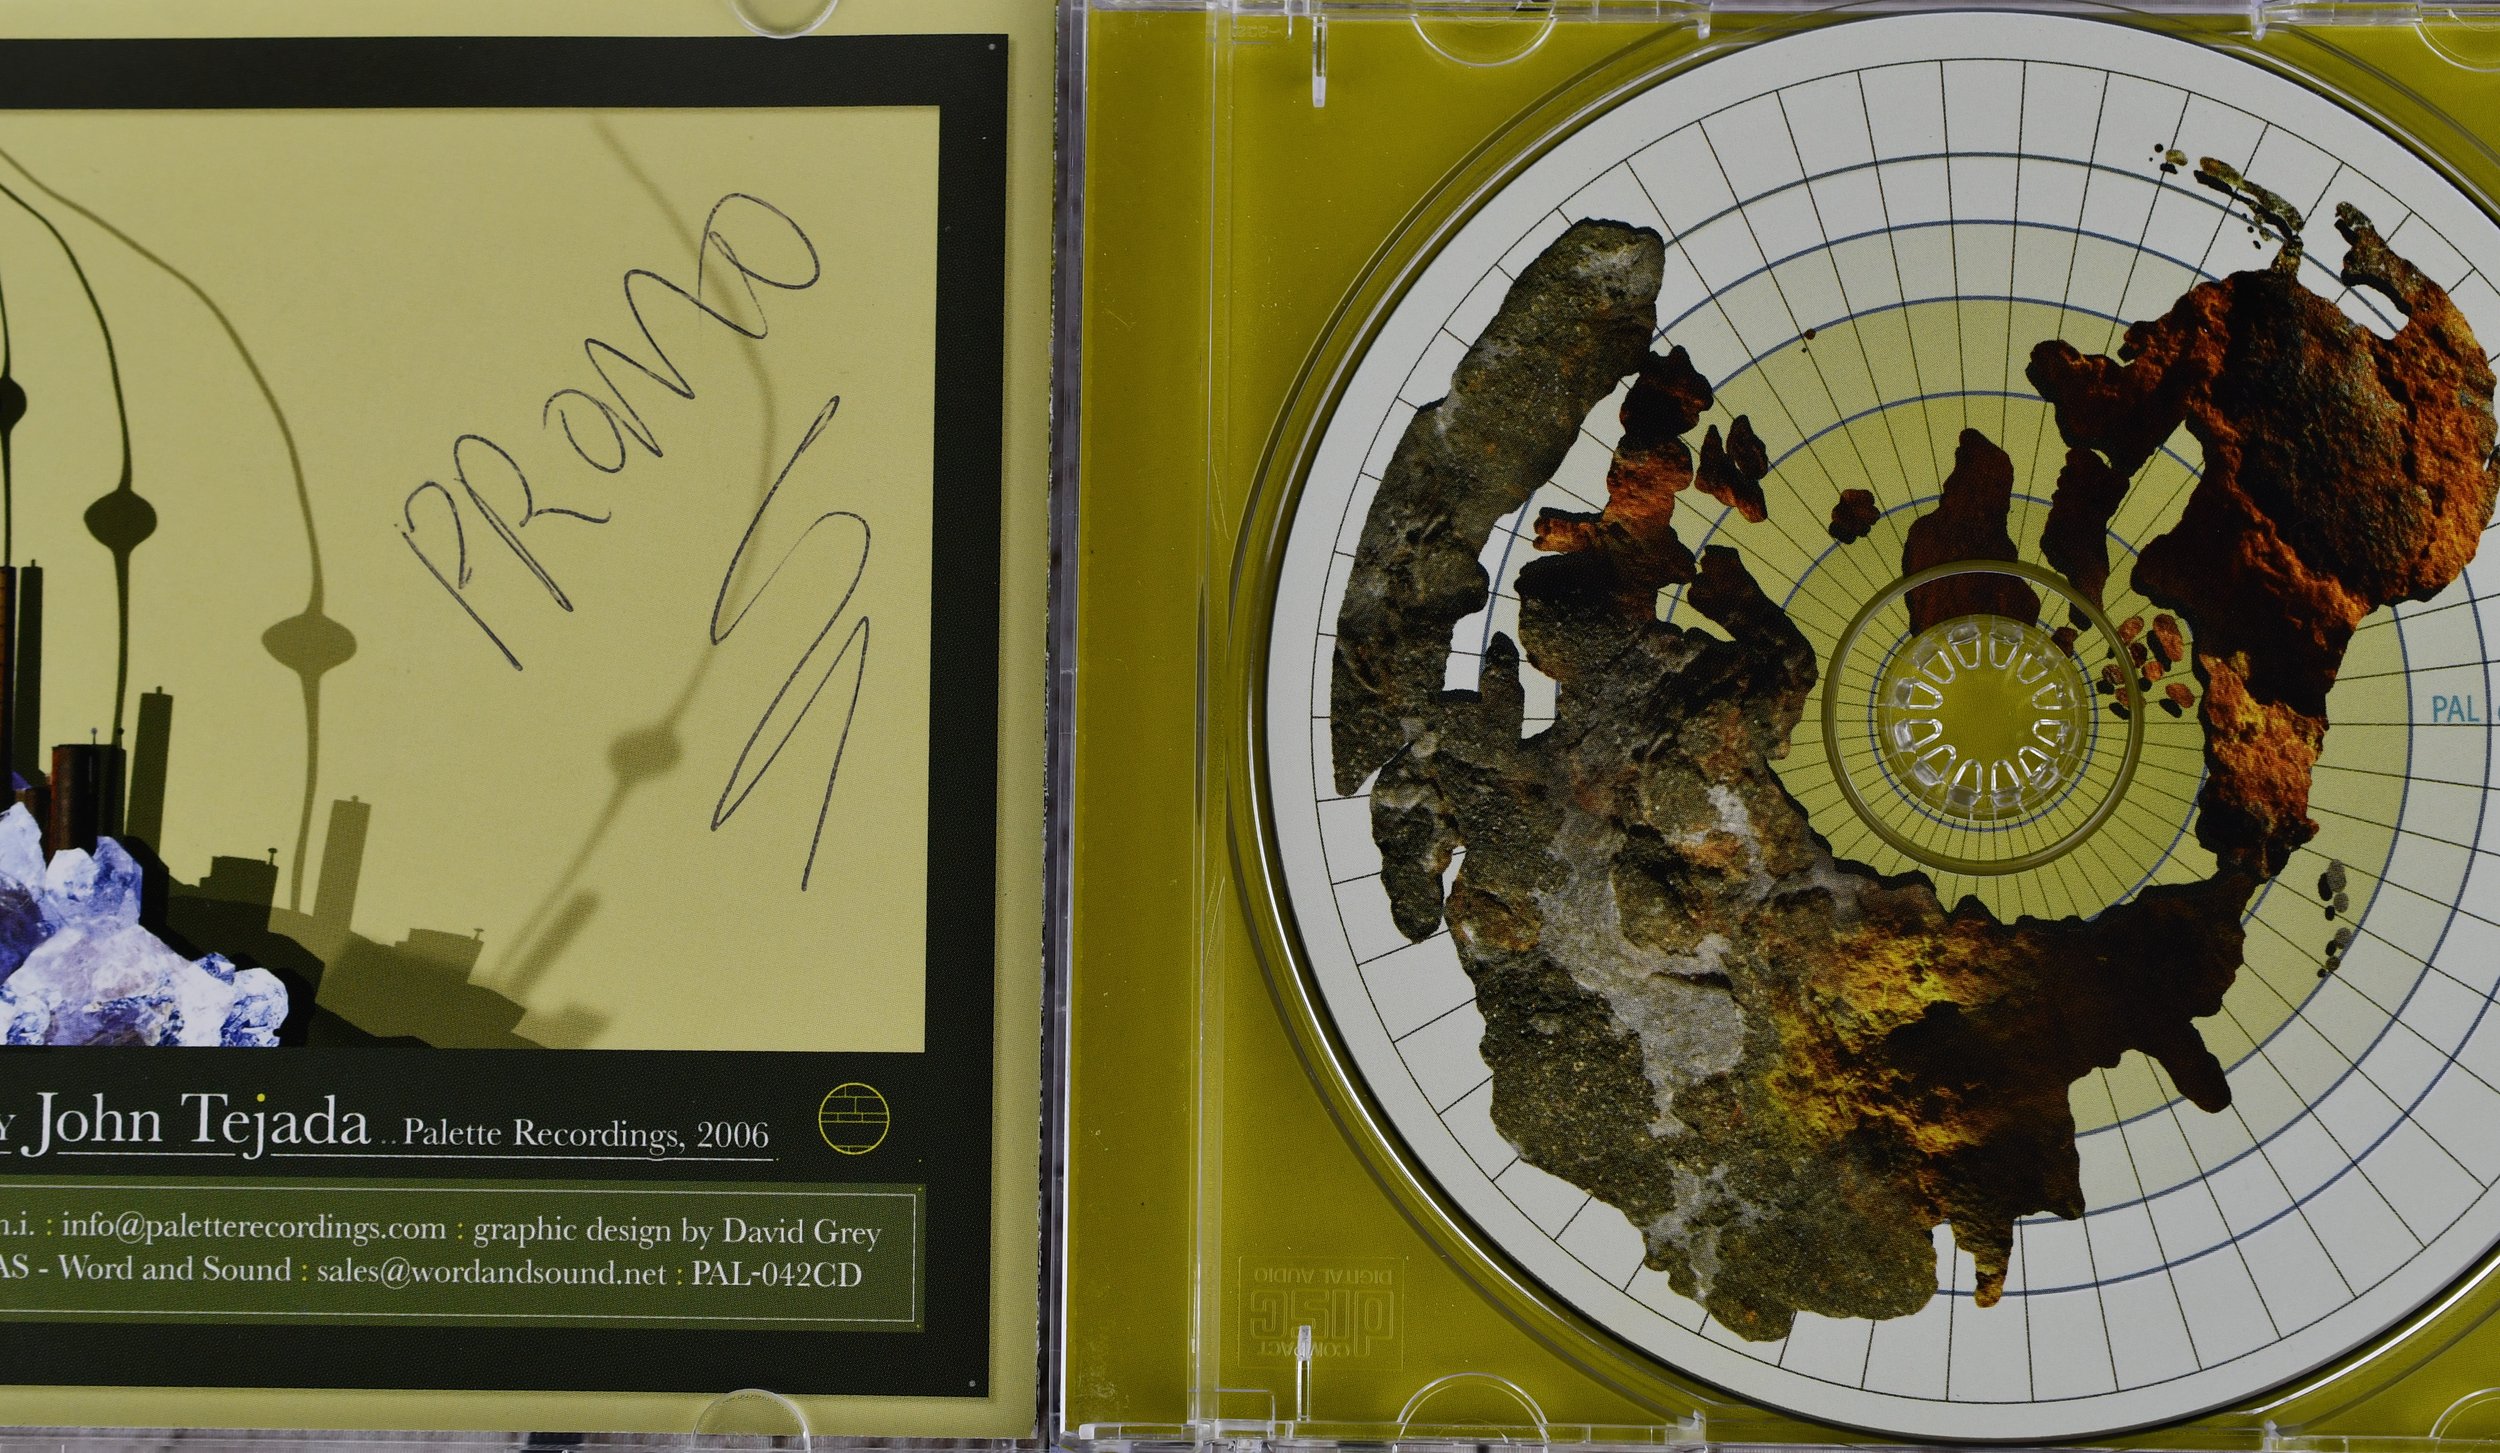 PROMO
Y John Tejada .. Palette Recordings, 2006
m.i. : info@paletterecordings.com : graphic design by David Grey
AS - Word and Sound : sales@wordandsound.net : PAL-042CD
PAL
COMPACT
disc
DIGITAL AUDIO